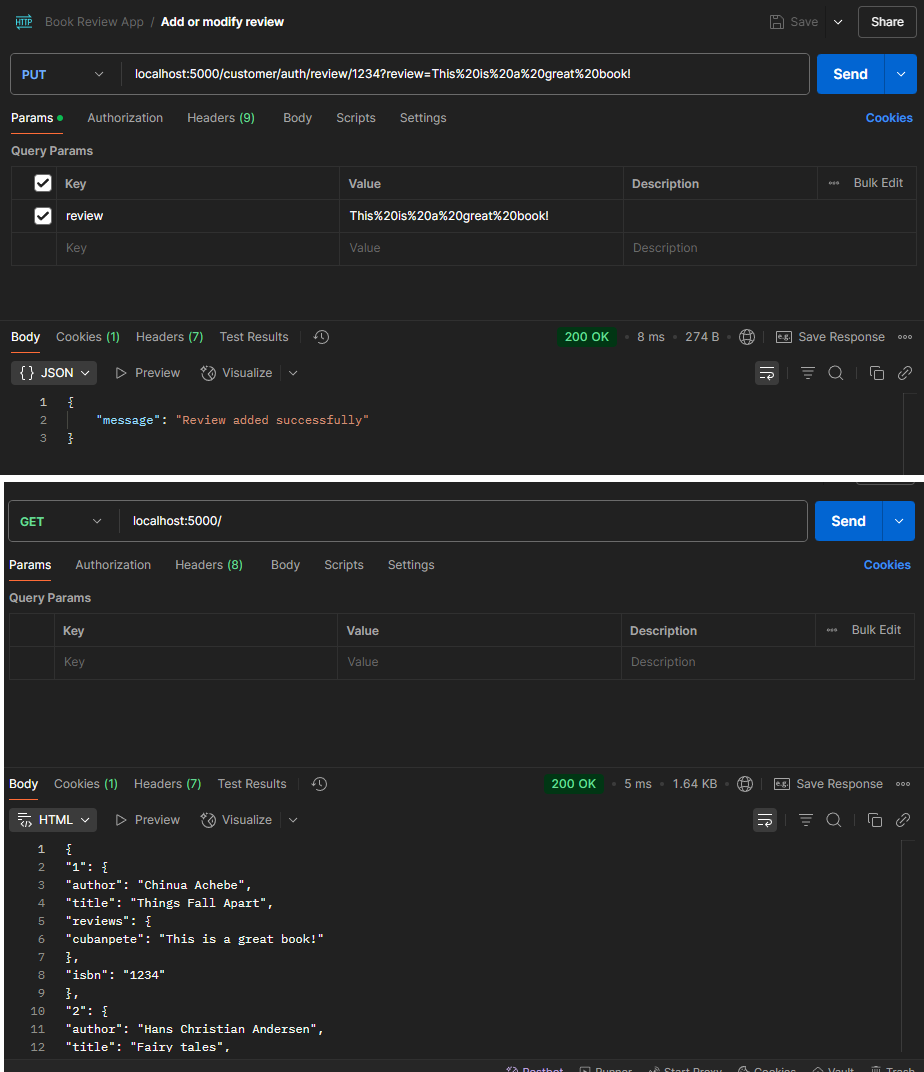 HTTP Book Review App / Add or modify review Save Share
PUT localhost:5000/customer/auth/review/1234?review=This%20is%20a%20great%20book! Send
Params Authorization Headers (9) Body Scripts Settings Cookies
Query Params
Key Value Description Bulk Edit
review This%20is%20a%20great%20book!
Key Value Description
Body Cookies (1) Headers (7) Test Results 200 OK 8 ms 274 B e.g. Save Response
{} JSON Preview Visualize
1 {
2 "message": "Review added successfully"
3 }
GET localhost:5000/ Send
Params Authorization Headers (8) Body Scripts Settings Cookies
Query Params
Key Value Description Bulk Edit
Key Value Description
Body Cookies (1) Headers (7) Test Results 200 OK 5 ms 1.64 KB e.g. Save Response
HTML Preview Visualize
1 {
2 "1": {
3 "author": "Chinua Achebe",
4 "title": "Things Fall Apart",
5 "reviews": {
6 "cubanpete": "This is a great book!"
7 },
8 "isbn": "1234"
9 },
10 "2": {
11 "author": "Hans Christian Andersen",
12 "title": "Fairy tales",
Postbot Runner Start Proxy Cookies Vault Trash